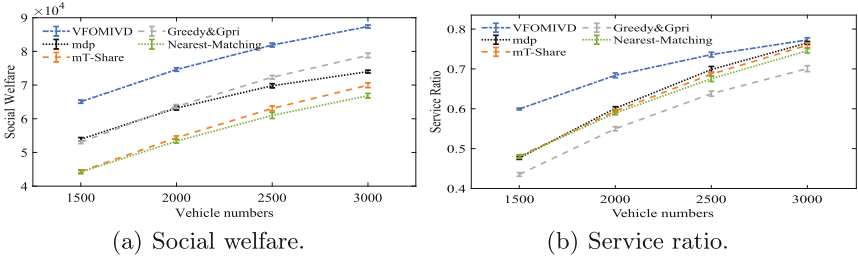 ×10⁴
9
8
7
6
5
4
Social Welfare
VFOMIVD
mdp
mT-Share
Greedy&Gpri
Nearest-Matching
1500 2000 2500 3000
Vehicle numbers
(a) Social welfare.
0.8
0.7
0.6
0.5
0.4
Service Ratio
VFOMIVD
mdp
mT-Share
Greedy&Gpri
Nearest-Matching
1500 2000 2500 3000
Vehicle numbers
(b) Service ratio.